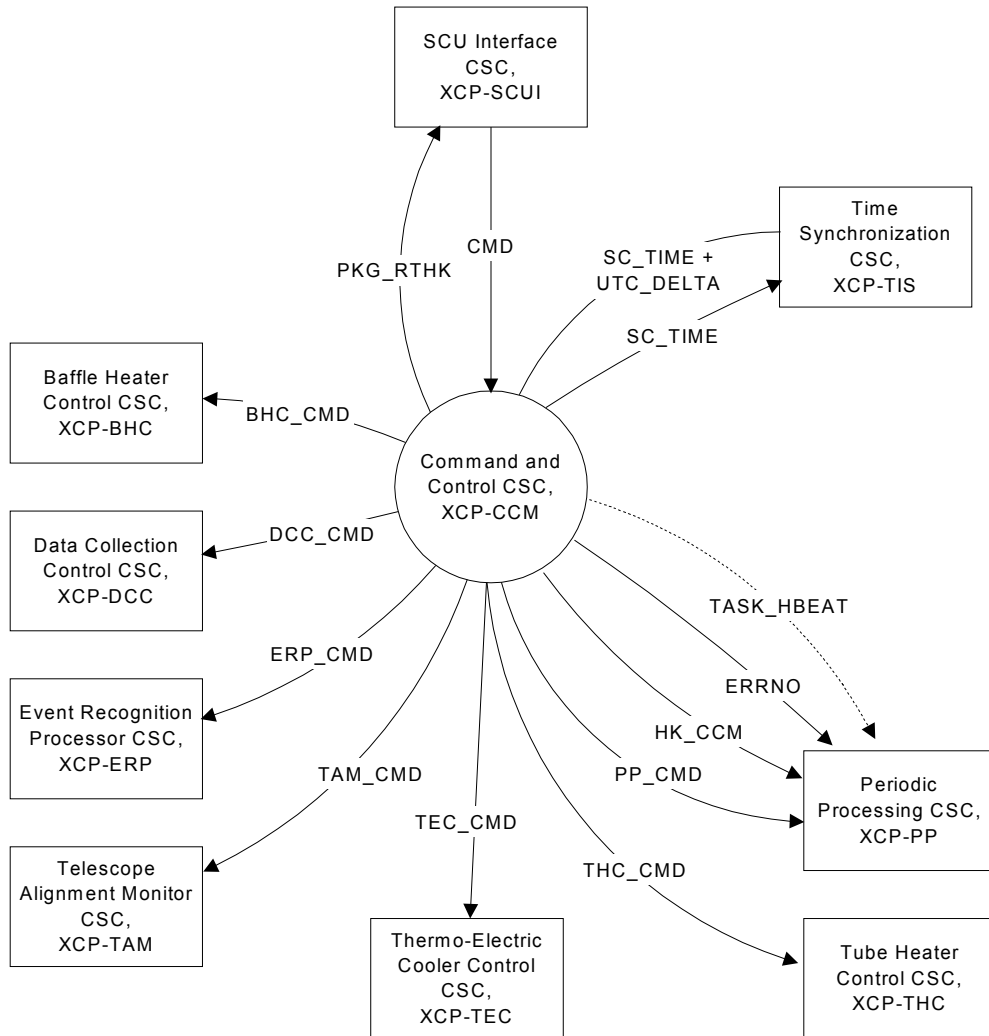 SCU Interface
CSC,
XCP-SCUI
Time
Synchronization
CSC,
XCP-TIS
CMD
SC_TIME +
UTC_DELTA
PKG_RTHK
SC_TIME
Baffle Heater
Control CSC,
XCP-BHC
BHC_CMD
Command and
Control CSC,
XCP-CCM
Data Collection
Control CSC,
XCP-DCC
DCC_CMD
TASK_HBEAT
ERP_CMD
ERRNO
Event Recognition
Processor CSC,
XCP-ERP
HK_CCM
TAM_CMD
PP_CMD
Periodic
Processing CSC,
XCP-PP
TEC_CMD
THC_CMD
Telescope
Alignment Monitor
CSC,
XCP-TAM
Thermo-Electric
Cooler Control
CSC,
XCP-TEC
Tube Heater
Control CSC,
XCP-THC